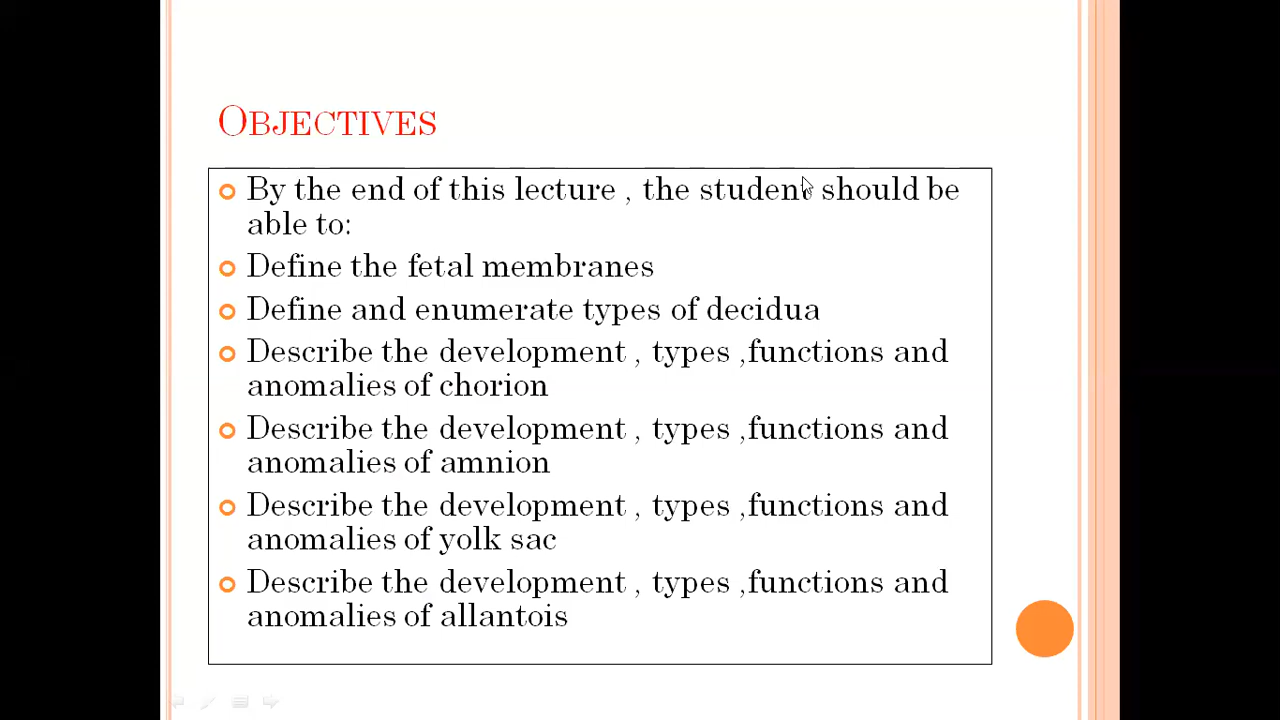 OBJECTIVES
By the end of this lecture , the student should be
able to:
Define the fetal membranes
Define and enumerate types of decidua
Describe the development , types ,functions and
anomalies of chorion
Describe the development , types ,functions and
anomalies of amnion
Describe the development , types ,functions and
anomalies of yolk sac
Describe the development , types ,functions and
anomalies of allantois